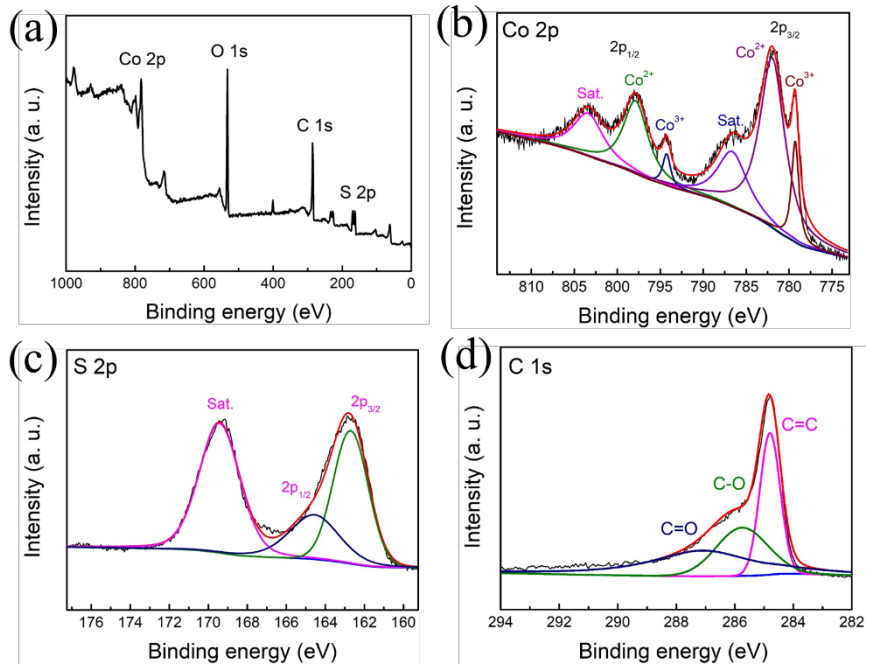 (a)
Co 2p
O 1s
C 1s
S 2p
Intensity (a. u.)
1000 800 600 400 200 0
Binding energy (eV)
(b)
Co 2p
2p1/2
2p3/2
Sat.
Co2+
Co3+
Sat.
Co2+
Co3+
Intensity (a. u.)
810 805 800 795 790 785 780 775
Binding energy (eV)
(c)
S 2p
Sat.
2p3/2
2p1/2
Intensity (a. u.)
176 174 172 170 168 166 164 162 160
Binding energy (eV)
(d)
C 1s
C=C
C-O
C=O
Intensity (a. u.)
294 292 290 288 286 284 282
Binding energy (eV)